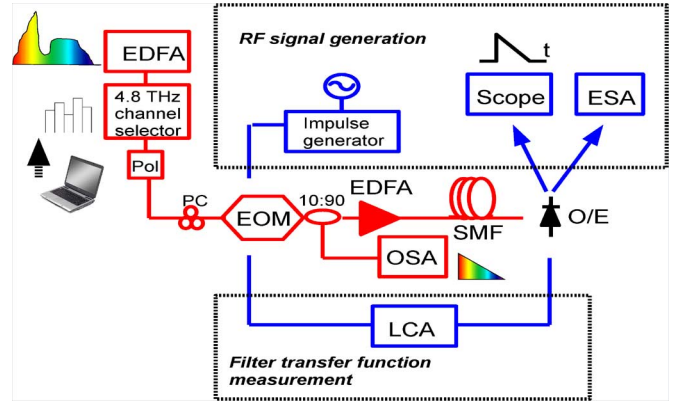 RF signal generation
t
EDFA
4.8 THz
channel
selector
Scope
ESA
Impulse
generator
Pol
PC
10:90
EDFA
EOM
SMF
O/E
OSA
LCA
Filter transfer function
measurement